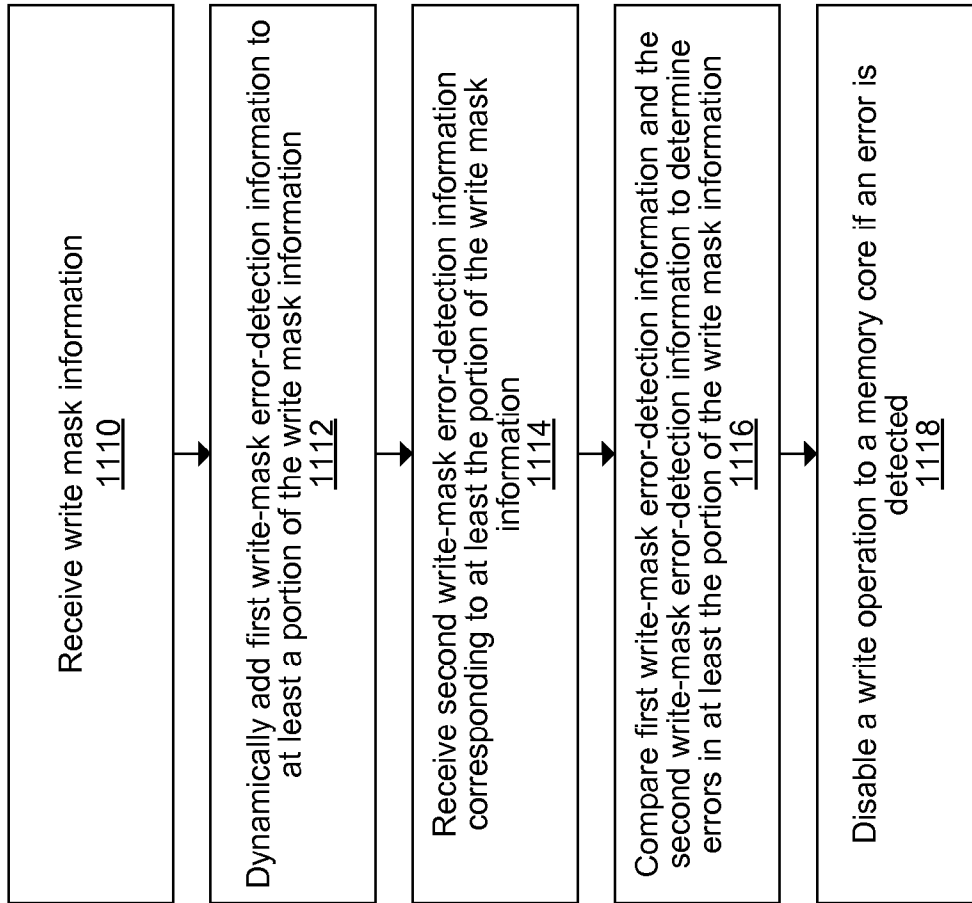 Receive write mask information
1110
Dynamically add first write-mask error-detection information to
at least a portion of the write mask information
1112
Receive second write-mask error-detection information
corresponding to at least the portion of the write mask
information
1114
Compare first write-mask error-detection information and the
second write-mask error-detection information to determine
errors in at least the portion of the write mask information
1116
Disable a write operation to a memory core if an error is
detected
1118